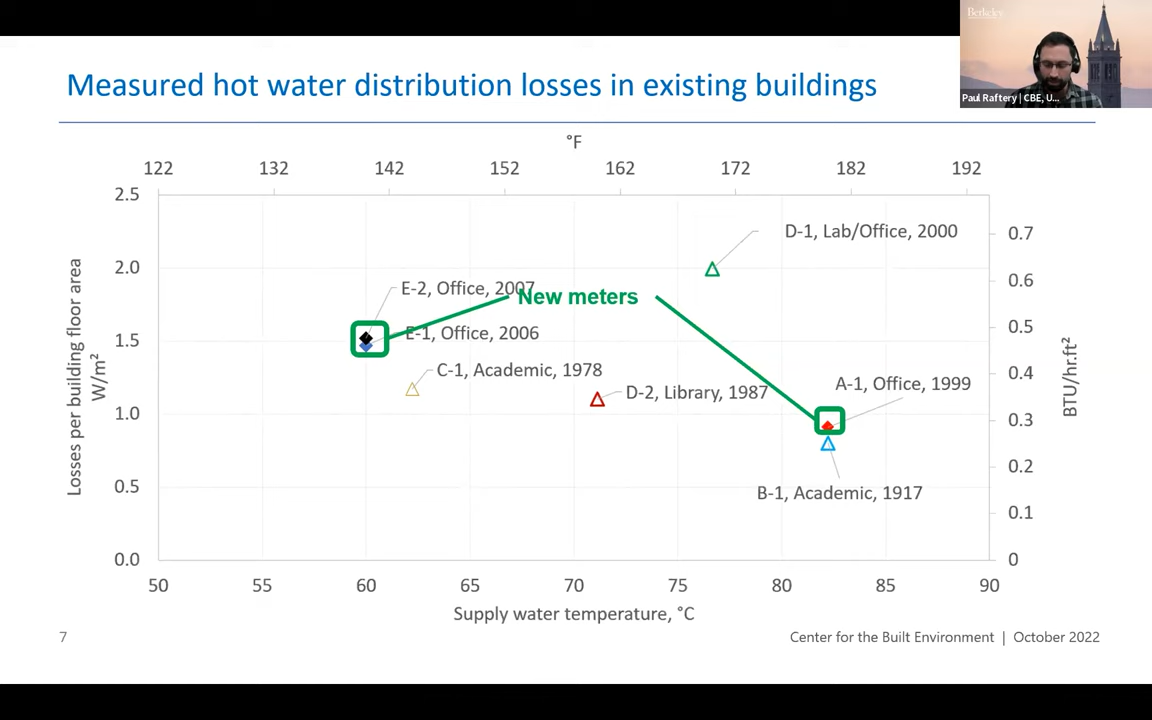 Berkeley
Paul Raftery | CBE, U...
Measured hot water distribution losses in existing buildings
°F
122 132 142 152 162 172 182 192
2.5
2.0
1.5
1.0
0.5
0.0
Losses per building floor area
W/m²
D-1, Lab/Office, 2000
E-2, Office, 2007
New meters
E-1, Office, 2006
C-1, Academic, 1978
D-2, Library, 1987
A-1, Office, 1999
B-1, Academic, 1917
0.7
0.6
0.5
0.4
0.3
0.2
0.1
0
BTU/hr.ft²
50 55 60 65 70 75 80 85 90
Supply water temperature, °C
7
Center for the Built Environment | October 2022